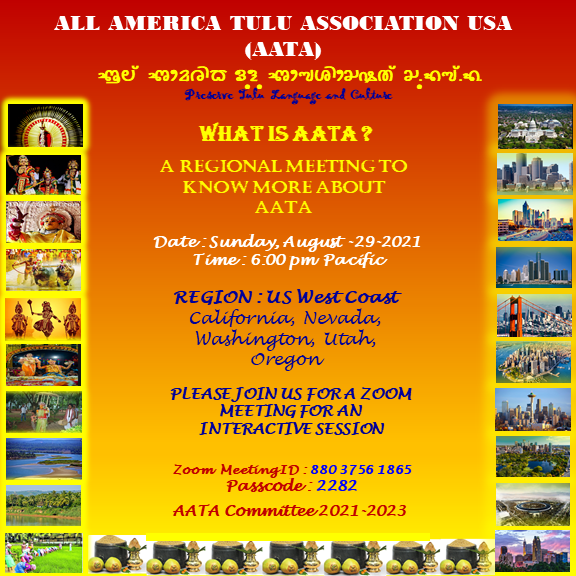 ALL AMERICA TULU ASSOCIATION USA
(AATA)
Preserve Tulu Language and Culture
WHAT IS AATA ?
A REGIONAL MEETING TO
KNOW MORE ABOUT
AATA
Date : Sunday, August -29-2021
Time : 6:00 pm Pacific
REGION : US West Coast
California, Nevada,
Washington, Utah,
Oregon
PLEASE JOIN US FOR A ZOOM
MEETING FOR AN
INTERACTIVE SESSION
Zoom Meeting ID : 880 3756 1865
Passcode : 2282
AATA Committee 2021-2023